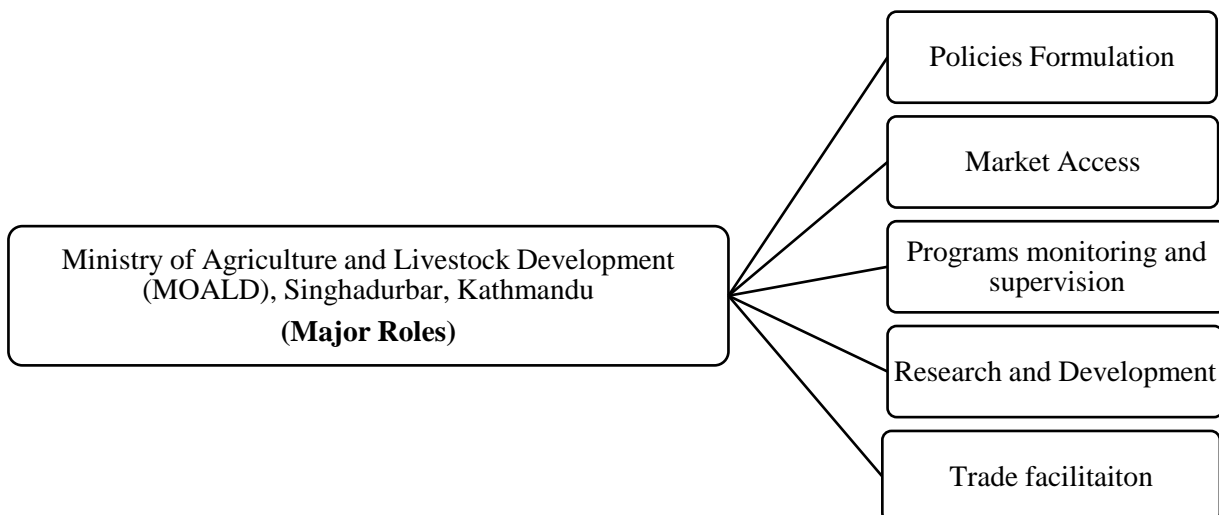 Policies Formulation
Market Access
Ministry of Agriculture and Livestock Development
(MOALD), Singhadurbar, Kathmandu
(Major Roles)
Programs monitoring and
supervision
Research and Development
Trade facilitaiton